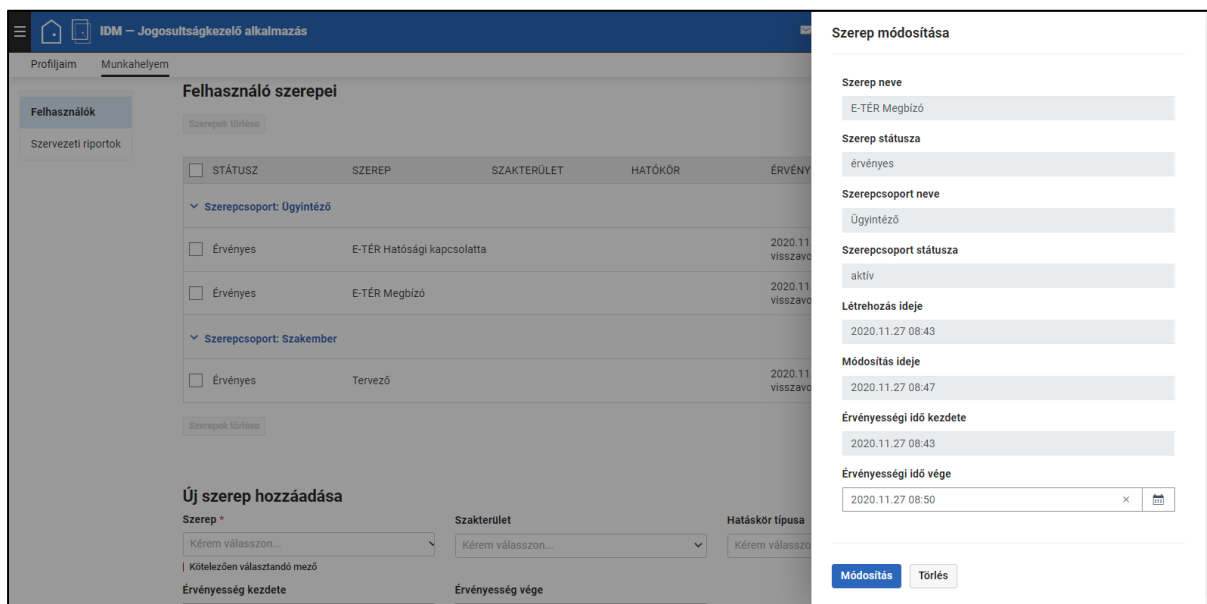 IDM — Jogosultságkezelő alkalmazás
Profiljaim Munkahelyem
Felhasználók
Szervezeti riportok
Felhasználó szerepei
Szerepek törlése
STÁTUSZ SZEREP SZAKTERÜLET HATÓKÖR ÉRVÉNY
Szerepcsoport: Ügyintéző
Érvényes E-TÉR Hatósági kapcsolatta 2020.11
visszavo
Érvényes E-TÉR Megbízó 2020.11
visszavo
Szerepcsoport: Szakember
Érvényes Tervező 2020.11
visszavo
Szerepek törlése
Új szerep hozzáadása
Szerep * Szakterület Hatáskör típusa
Kérem válasszon... Kérem válasszon... Kérem válasszo
| Kötelezően választandó mező
Érvényesség kezdete Érvényesség vége
Szerep módosítása
Szerep neve
E-TÉR Megbízó
Szerep státusza
érvényes
Szerepcsoport neve
Ügyintéző
Szerepcsoport státusza
aktív
Létrehozás ideje
2020.11.27 08:43
Módosítás ideje
2020.11.27 08:47
Érvényességi idő kezdete
2020.11.27 08:43
Érvényességi idő vége
2020.11.27 08:50
Módosítás Törlés